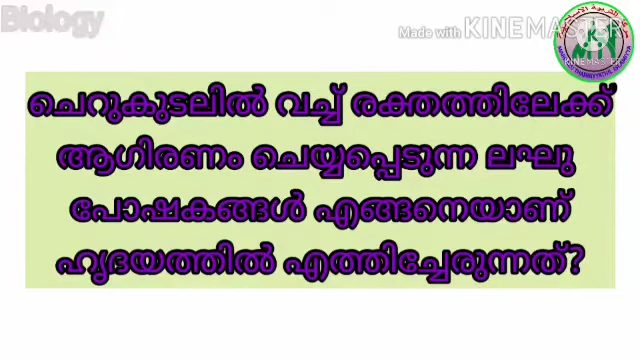 Biology
Made with KINEMASTER
ചെറുകുടലിൽ വച്ച് രക്തത്തിലേക്ക്
ആഗിരണം ചെയ്യപ്പെടുന്ന ലഘു
പോഷകങ്ങൾ എങ്ങനെയാണ്
ഹൃദയത്തിൽ എത്തിച്ചേരുന്നത്?